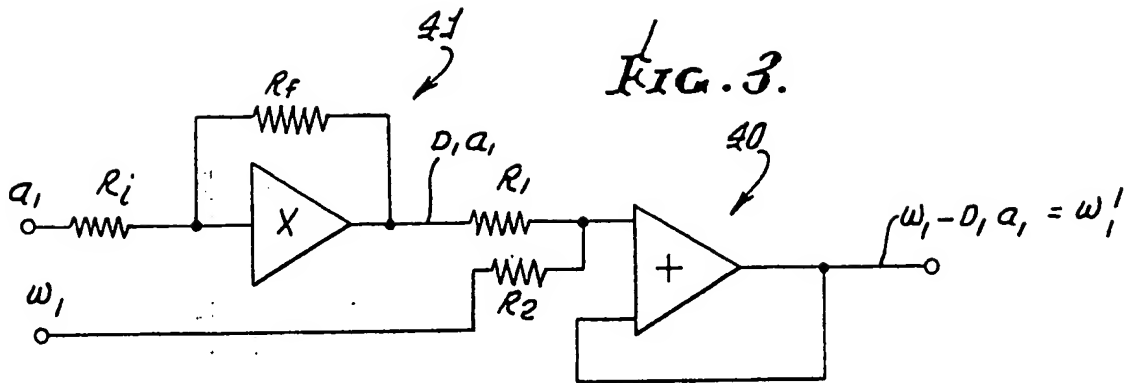 41
FIG. 3.
Rf
40
D₁a₁
a₁
Ri
R₁
X
ω₁-D₁a₁ = ω₁'
+
ω₁
R2